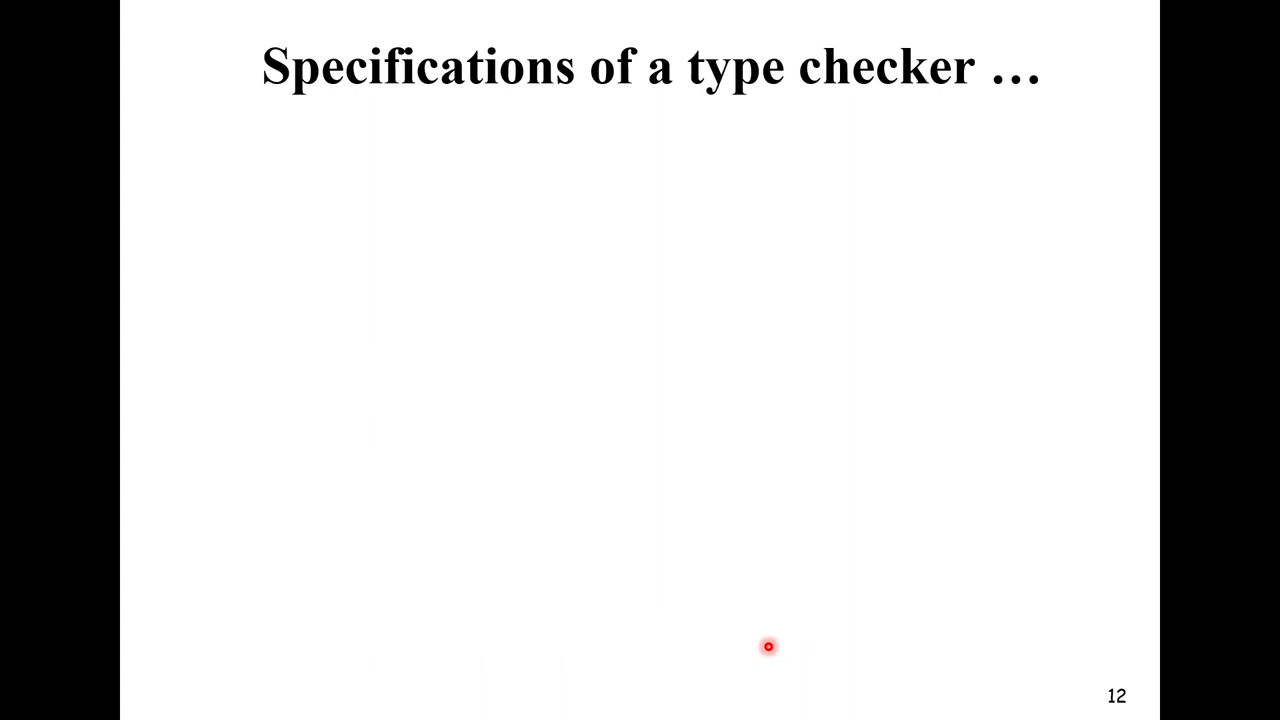 Specifications of a type checker …
12